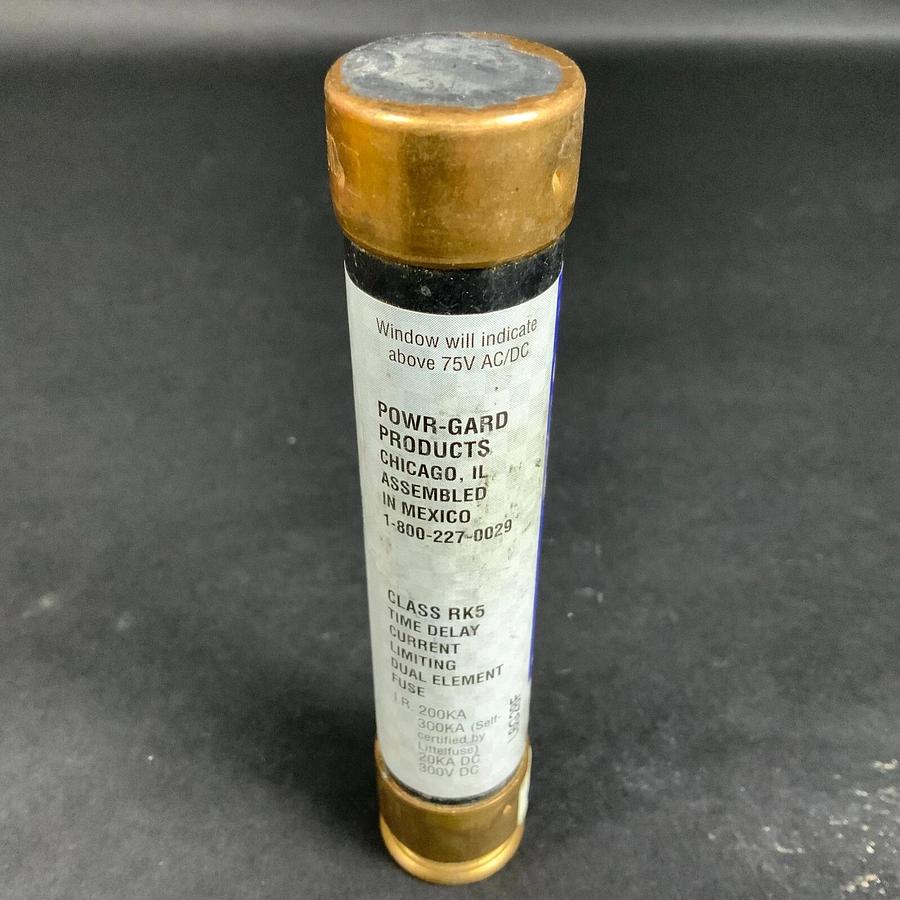 Window will indicate
above 75V AC/DC
POWR-GARD
PRODUCTS
CHICAGO, IL
ASSEMBLED
IN MEXICO
1-800-227-0029
CLASS RK5
TIME DELAY
CURRENT
LIMITING
DUAL ELEMENT
FUSE
I.R. 200KA
300KA (Self-
certified by
Littelfuse)
20KA DC
300V DC